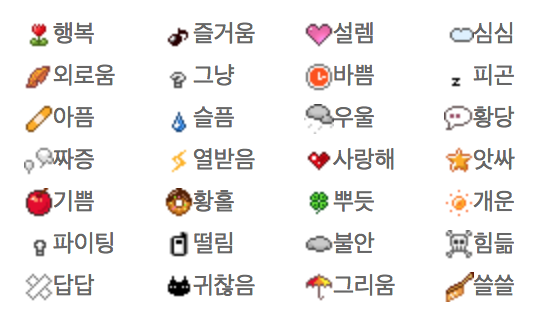 행복 즐거움 설렘 심심
외로움 그냥 바쁨 피곤
아픔 슬픔 우울 황당
짜증 열받음 사랑해 앗싸
기쁨 황홀 뿌듯 개운
파이팅 떨림 불안 힘듦
답답 귀찮음 그리움 쓸쓸